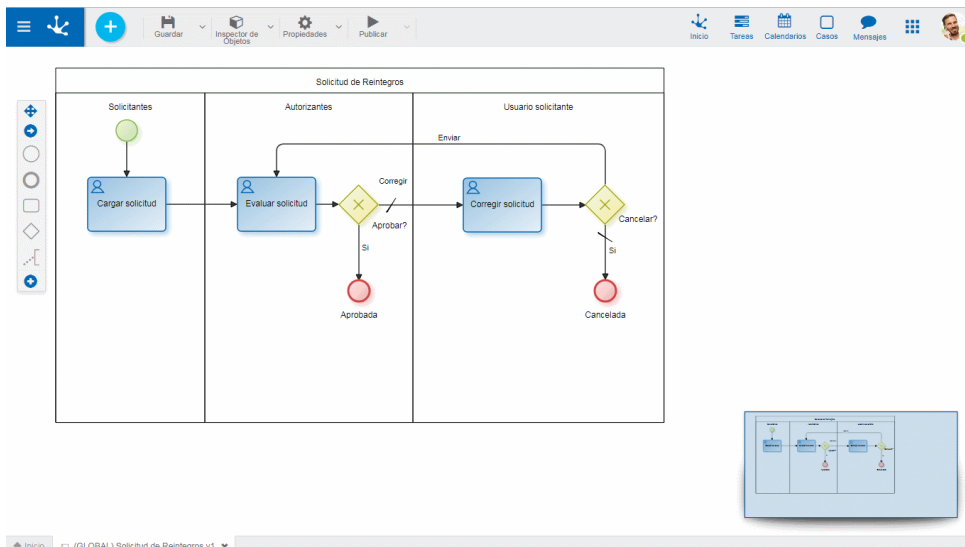 Guardar
Inspector de
Objetos
Propiedades
Publicar
Inicio
Tareas
Calendarios
Casos
Mensajes
Solicitud de Reintegros
Solicitantes
Autorizantes
Usuario solicitante
Enviar
Cargar solicitud
Evaluar solicitud
Corregir
Aprobar?
Si
Aprobada
Corregir solicitud
Cancelar?
Si
Cancelada
Inicio
(GLOBAL) Solicitud de Reintegros v1